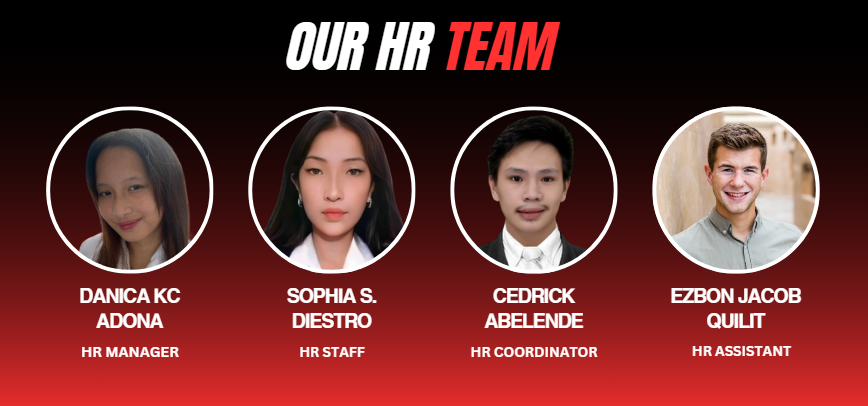 OUR HR TEAM
DANICA KC
ADONA
HR MANAGER
SOPHIA S.
DIESTRO
HR STAFF
CEDRICK
ABELENDE
HR COORDINATOR
EZBON JACOB
QUILIT
HR ASSISTANT